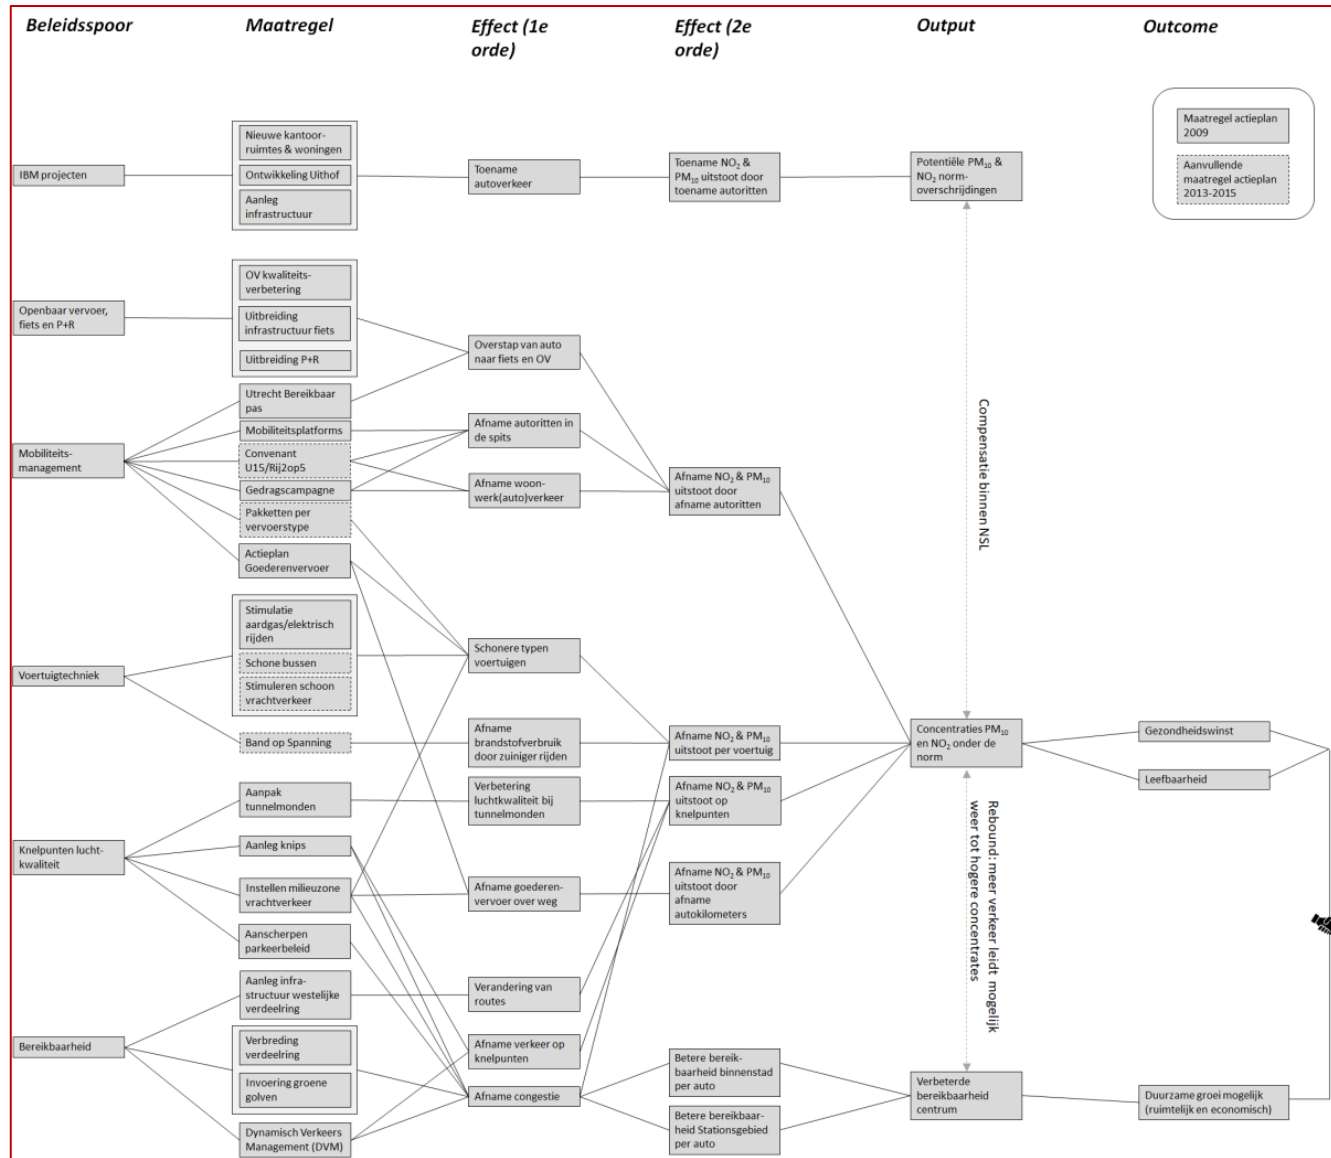 Beleidsspoor
Maatregel
Effect (1e
orde)
Effect (2e
orde)
Output
Outcome
Maatregel actieplan
2009
Aanvullende
maatregel actieplan
2013-2015
IBM projecten
Nieuwe kantoor-
ruimtes & woningen
Ontwikkeling Uithof
Aanleg
infrastructuur
Toename
autoverkeer
Toename NO₂ &
PM₁₀ uitstoot door
toename autoritten
Potentiële PM₁₀ &
NO₂ norm-
overschrijdingen
Openbaar vervoer,
fiets en P+R
OV kwaliteits-
verbetering
Uitbreiding
infrastructuur fiets
Uitbreiding P+R
Overstap van auto
naar fiets en OV
Mobiliteits-
management
Utrecht Bereikbaar
pas
Mobiliteitsplatforms
Convenant
U15/Rij2op5
Gedragscampagne
Pakketten per
vervoerstype
Actieplan
Goederenvervoer
Afname autoritten in
de spits
Afname woon-
werk(auto)verkeer
Afname NO₂ & PM₁₀
uitstoot door
afname autoritten
Compensatie binnen NSL
Voertuigtechniek
Stimulatie
aardgas/elektrisch
rijden
Schone bussen
Stimuleren schoon
vrachtverkeer
Band op Spanning
Schonere typen
voertuigen
Afname
brandstofverbruik
door zuiniger rijden
Afname NO₂ & PM₁₀
uitstoot per voertuig
Concentraties PM₁₀
en NO₂ onder de
norm
Gezondheidswinst
Leefbaarheid
Knelpunten lucht-
kwaliteit
Aanpak
tunnelmonden
Aanleg knips
Instellen milieuzone
vrachtverkeer
Aanscherpen
parkeerbeleid
Verbetering
luchtkwaliteit bij
tunnelmonden
Afname goederen-
vervoer over weg
Afname NO₂ & PM₁₀
uitstoot op
knelpunten
Afname NO₂ & PM₁₀
uitstoot door
afname
autokilometers
Rebound: meer verkeer leidt mogelijk
weer tot hogere concentrates
Bereikbaarheid
Aanleg infra-
structuur westelijke
verdeelring
Verbreding
verdeelring
Invoering groene
golven
Dynamisch Verkeers
Management (DVM)
Verandering van
routes
Afname verkeer op
knelpunten
Afname congestie
Betere bereik-
baarheid binnenstad
per auto
Betere bereikbaar-
heid Stationsgebied
per auto
Verbeterde
bereikbaarheid
centrum
Duurzame groei mogelijk
(ruimtelijk en economisch)